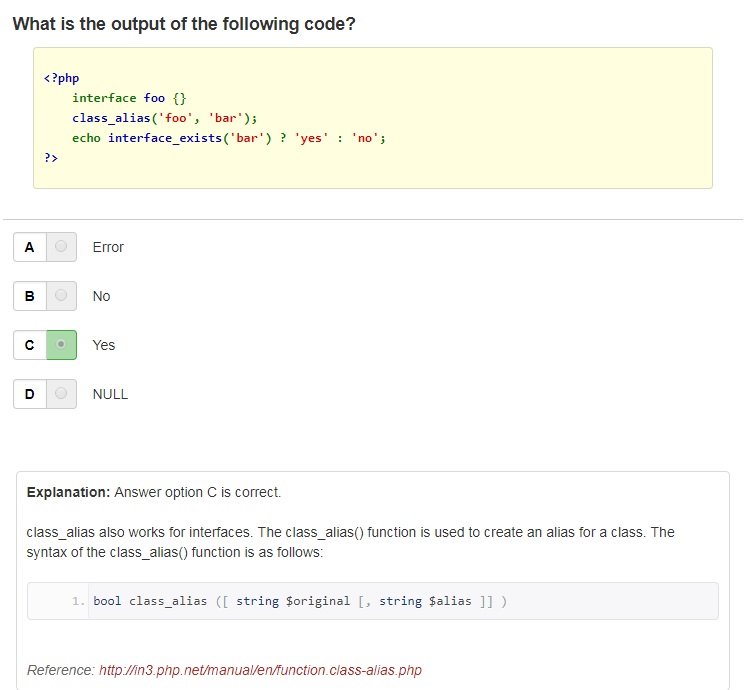 What is the output of the following code?
<?php
interface foo {}
class_alias('foo', 'bar');
echo interface_exists('bar') ? 'yes' : 'no';
?>
A Error
B No
C Yes
D NULL
Explanation: Answer option C is correct.
class_alias also works for interfaces. The class_alias() function is used to create an alias for a class. The
syntax of the class_alias() function is as follows:
1. bool class_alias ([ string $original [, string $alias ]] )
Reference: http://in3.php.net/manual/en/function.class-alias.php